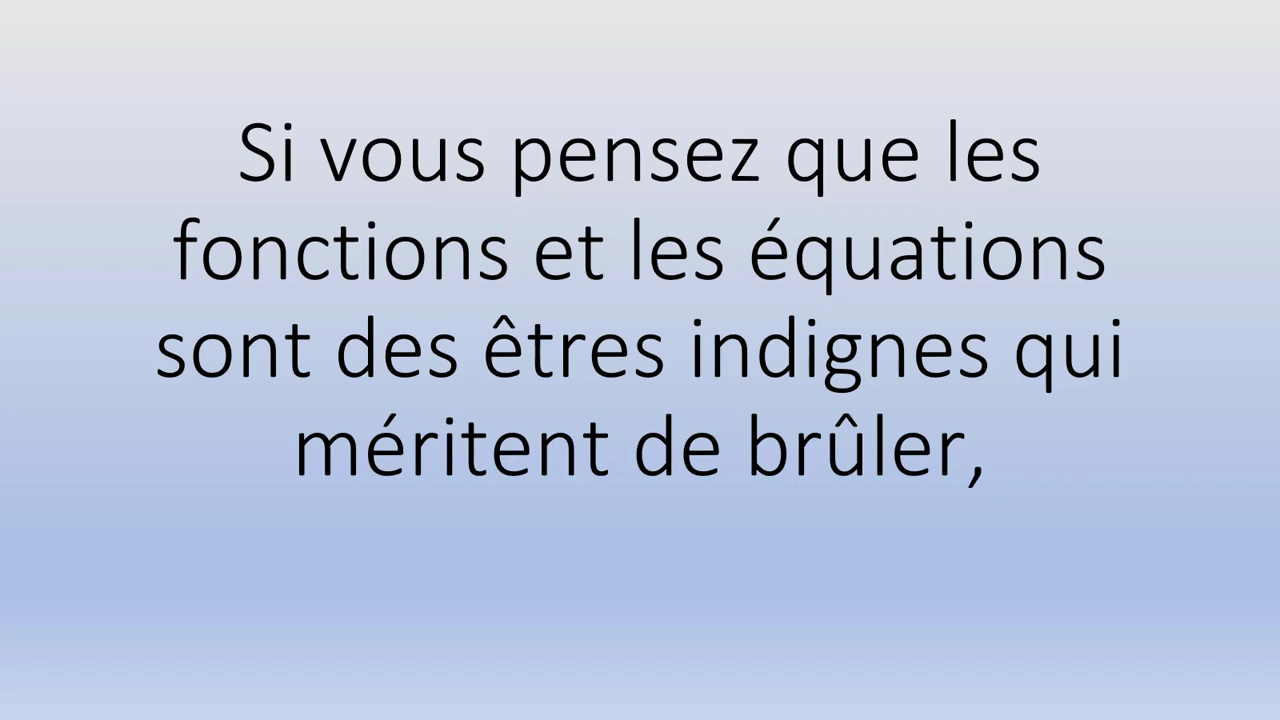 Si vous pensez que les
fonctions et les équations
sont des êtres indignes qui
méritent de brûler,